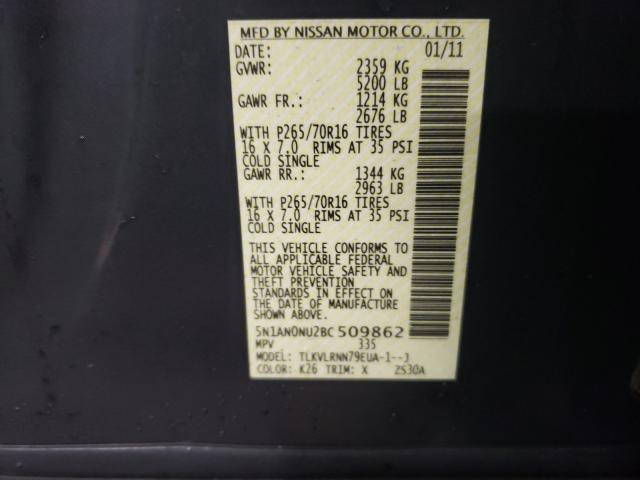 MFD BY NISSAN MOTOR CO., LTD.
DATE: 01/11
GVWR: 2359 KG
5200 LB
GAWR FR.: 1214 KG
2676 LB
WITH P265/70R16 TIRES
16 X 7.0 RIMS AT 35 PSI
COLD SINGLE
GAWR RR.: 1344 KG
2963 LB
WITH P265/70R16 TIRES
16 X 7.0 RIMS AT 35 PSI
COLD SINGLE
THIS VEHICLE CONFORMS TO
ALL APPLICABLE FEDERAL
MOTOR VEHICLE SAFETY AND
THEFT PREVENTION
STANDARDS IN EFFECT ON
THE DATE OF MANUFACTURE
SHOWN ABOVE.
5N1AN0NU2BC509862
MPV 335
MODEL: TLKVLRNN79EUA-1--J
COLOR: K26 TRIM: X ZS30A